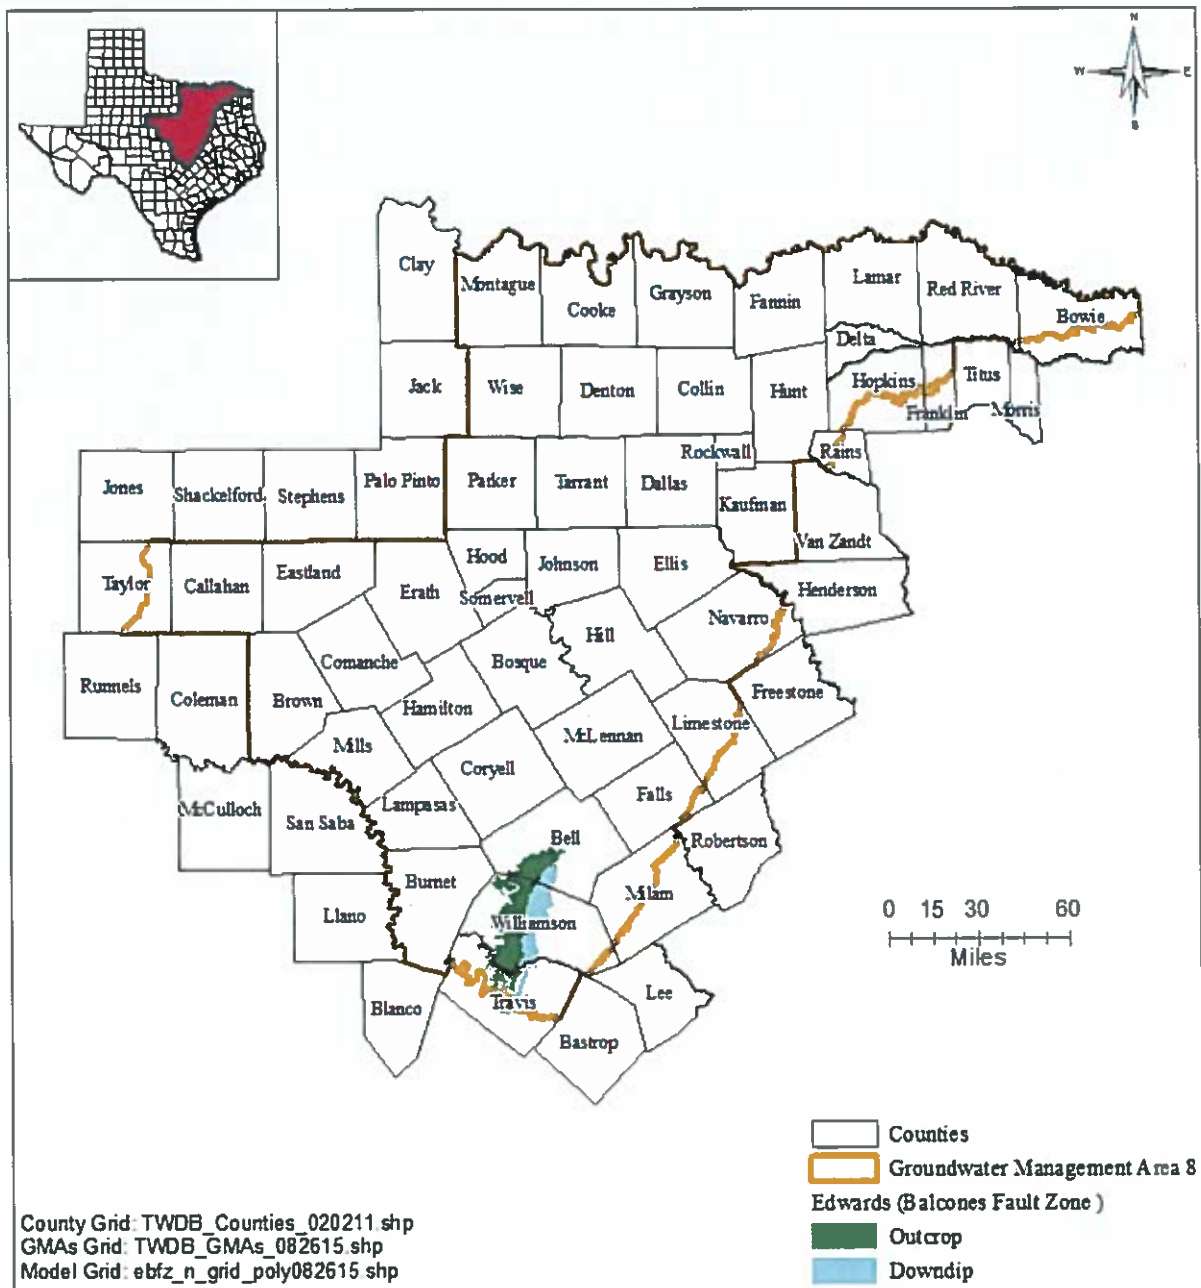 N
W E
S
Clay
Montague
Cooke
Grayson
Fannin
Lamar
Red River
Bowie
Delta
Jack
Wise
Denton
Collin
Hunt
Hopkins
Titus
Franklin
Morris
Rockwall
Rains
Jones
Shackelford
Stephens
Palo Pinto
Parker
Tarrant
Dallas
Kaufman
Van Zandt
Taylor
Callahan
Eastland
Erath
Hood
Johnson
Ellis
Somervell
Henderson
Navarro
Hill
Bosque
Comanche
Runnels
Coleman
Brown
Hamilton
Freestone
Limestone
McLennan
Mills
Coryell
McCulloch
San Saba
Lampasas
Falls
Bell
Robertson
Burnet
Milam
Llano
Williamson
Travis
Blanco
Lee
Bastrop
0 15 30 60
Miles
Counties
Groundwater Management Area 8
Edwards (Balcones Fault Zone )
Outcrop
Downdip
County Grid: TWDB_Counties_020211.shp
GMAs Grid: TWDB_GMAs_082615.shp
Model Grid: ebfz_n_grid_poly082615.shp